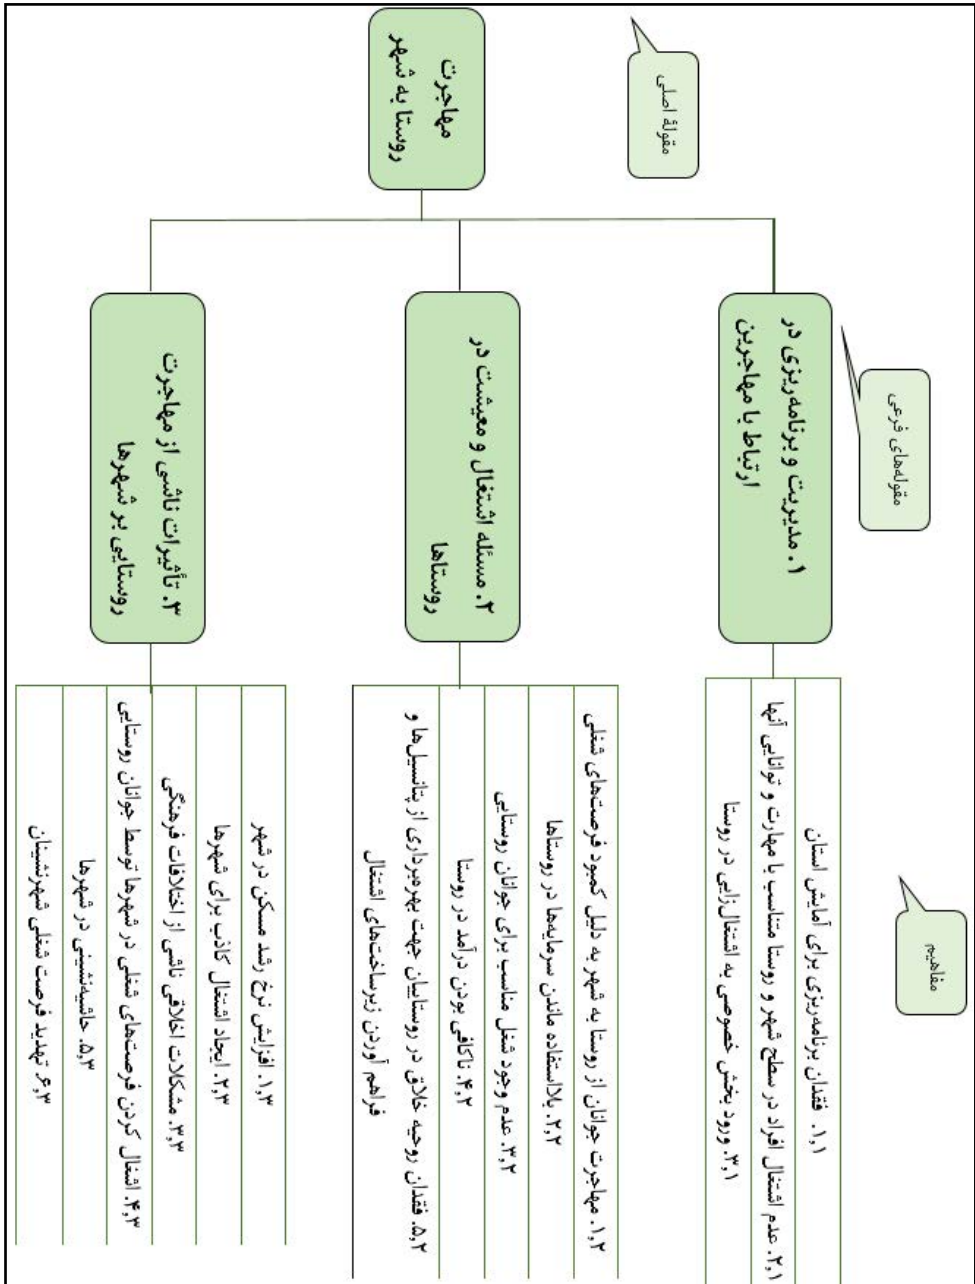 مقولهٔ اصلی
مهاجرت
روستا به شهر
مقوله‌های فرعی
۱. مدیریت و برنامه‌ریزی در
ارتباط با مهاجرین
۲. مسئله اشتغال و معیشت در
روستاها
۳. تأثیرات ناشی از مهاجرت
روستایی بر شهرها
مفاهیم
۱,۱. فقدان برنامه‌ریزی برای آمایش استان
۲,۱. عدم اشتغال افراد در سطح شهر و روستا متناسب با مهارت و توانایی آنها
۳,۱. ورود بخش خصوصی به اشتغال‌زایی در روستا
۱,۲. مهاجرت جوانان از روستا به شهر به دلیل کمبود فرصت‌های شغلی
۲,۲. بلااستفاده ماندن سرمایه‌ها در روستاها
۳,۲. عدم وجود شغل مناسب برای جوانان روستایی
۴,۲. ناکافی بودن درآمد در روستا
۵,۲. فقدان روحیه خلاق در روستاییان جهت بهره‌برداری از پتانسیل‌ها و
فراهم آوردن زیرساخت‌های اشتغال
۱,۳. افزایش نرخ رشد مسکن در شهر
۲,۳. ایجاد اشتغال کاذب برای شهرها
۳,۳. مشکلات اخلاقی ناشی از اختلافات فرهنگی
۴,۳. اشغال کردن فرصت‌های شغلی در شهرها توسط جوانان روستایی
۵,۳. حاشیه‌نشینی در شهرها
۶,۳. تهدید فرصت شغلی شهرنشینان